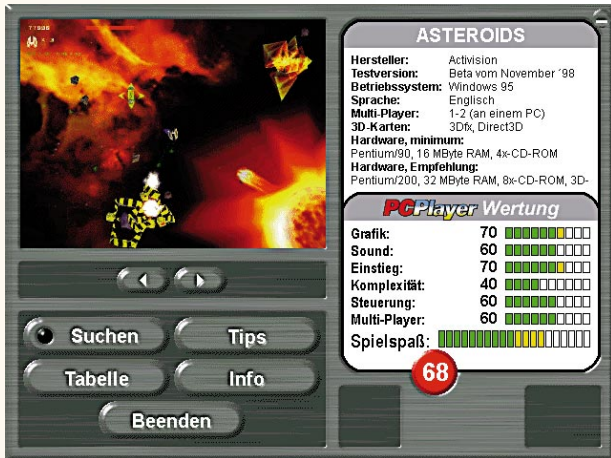 ASTEROIDS
Hersteller: Activision
Testversion: Beta vom November ´98
Betriebssystem: Windows 95
Sprache: Englisch
Multi-Player: 1-2 (an einem PC)
3D-Karten: 3Dfx, Direct3D
Hardware, minimum:
Pentium/90, 16 MByte RAM, 4x-CD-ROM
Hardware, Empfehlung:
Pentium/200, 32 MByte RAM, 8x-CD-ROM, 3D-
PCPlayer Wertung
Grafik: 70
Sound: 60
Einstieg: 70
Komplexität: 40
Steuerung: 60
Multi-Player: 60
Spielspaß:
68
Suchen
Tips
Tabelle
Info
Beenden